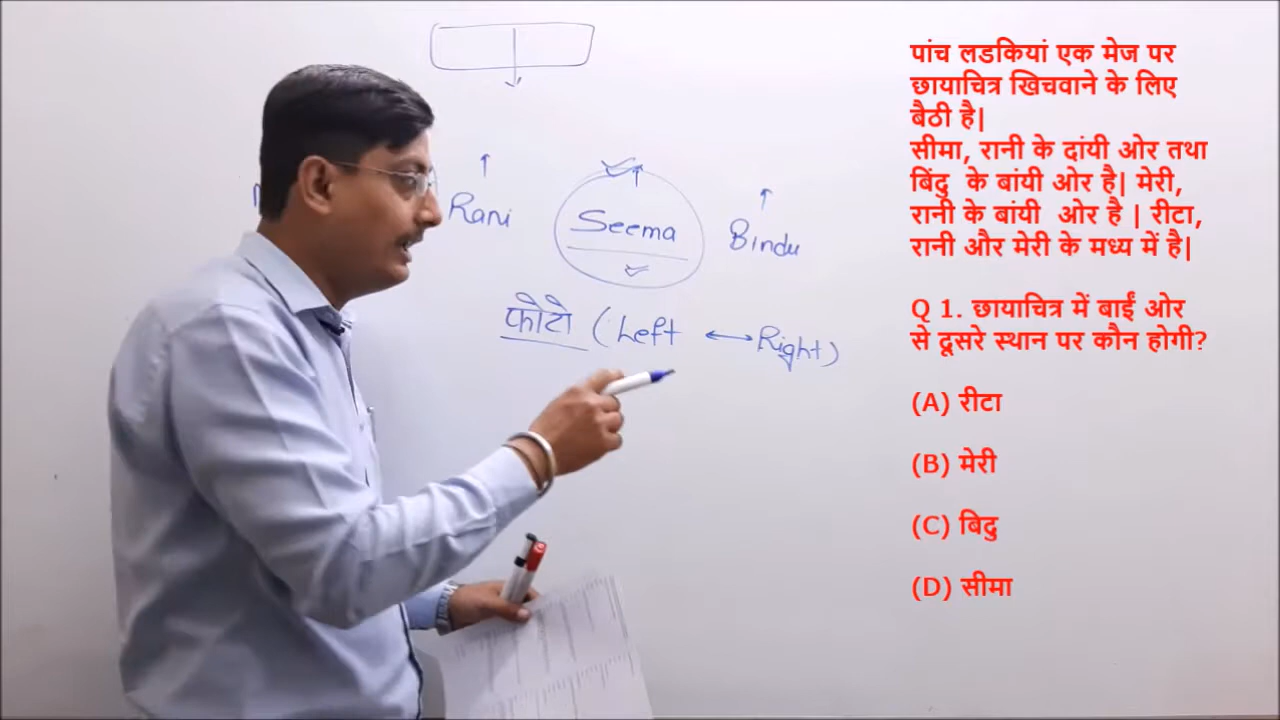 Rani
Seema
Bindu
फोटो (Left ↔ Right)
पांच लडकियां एक मेज पर
छायाचित्र खिचवाने के लिए
बैठी है|
सीमा, रानी के दांयी ओर तथा
बिंदु के बांयी ओर है| मेरी,
रानी के बांयी ओर है | रीटा,
रानी और मेरी के मध्य में है|
Q 1. छायाचित्र में बाईं ओर
से दूसरे स्थान पर कौन होगी?
(A) रीटा
(B) मेरी
(C) बिदु
(D) सीमा